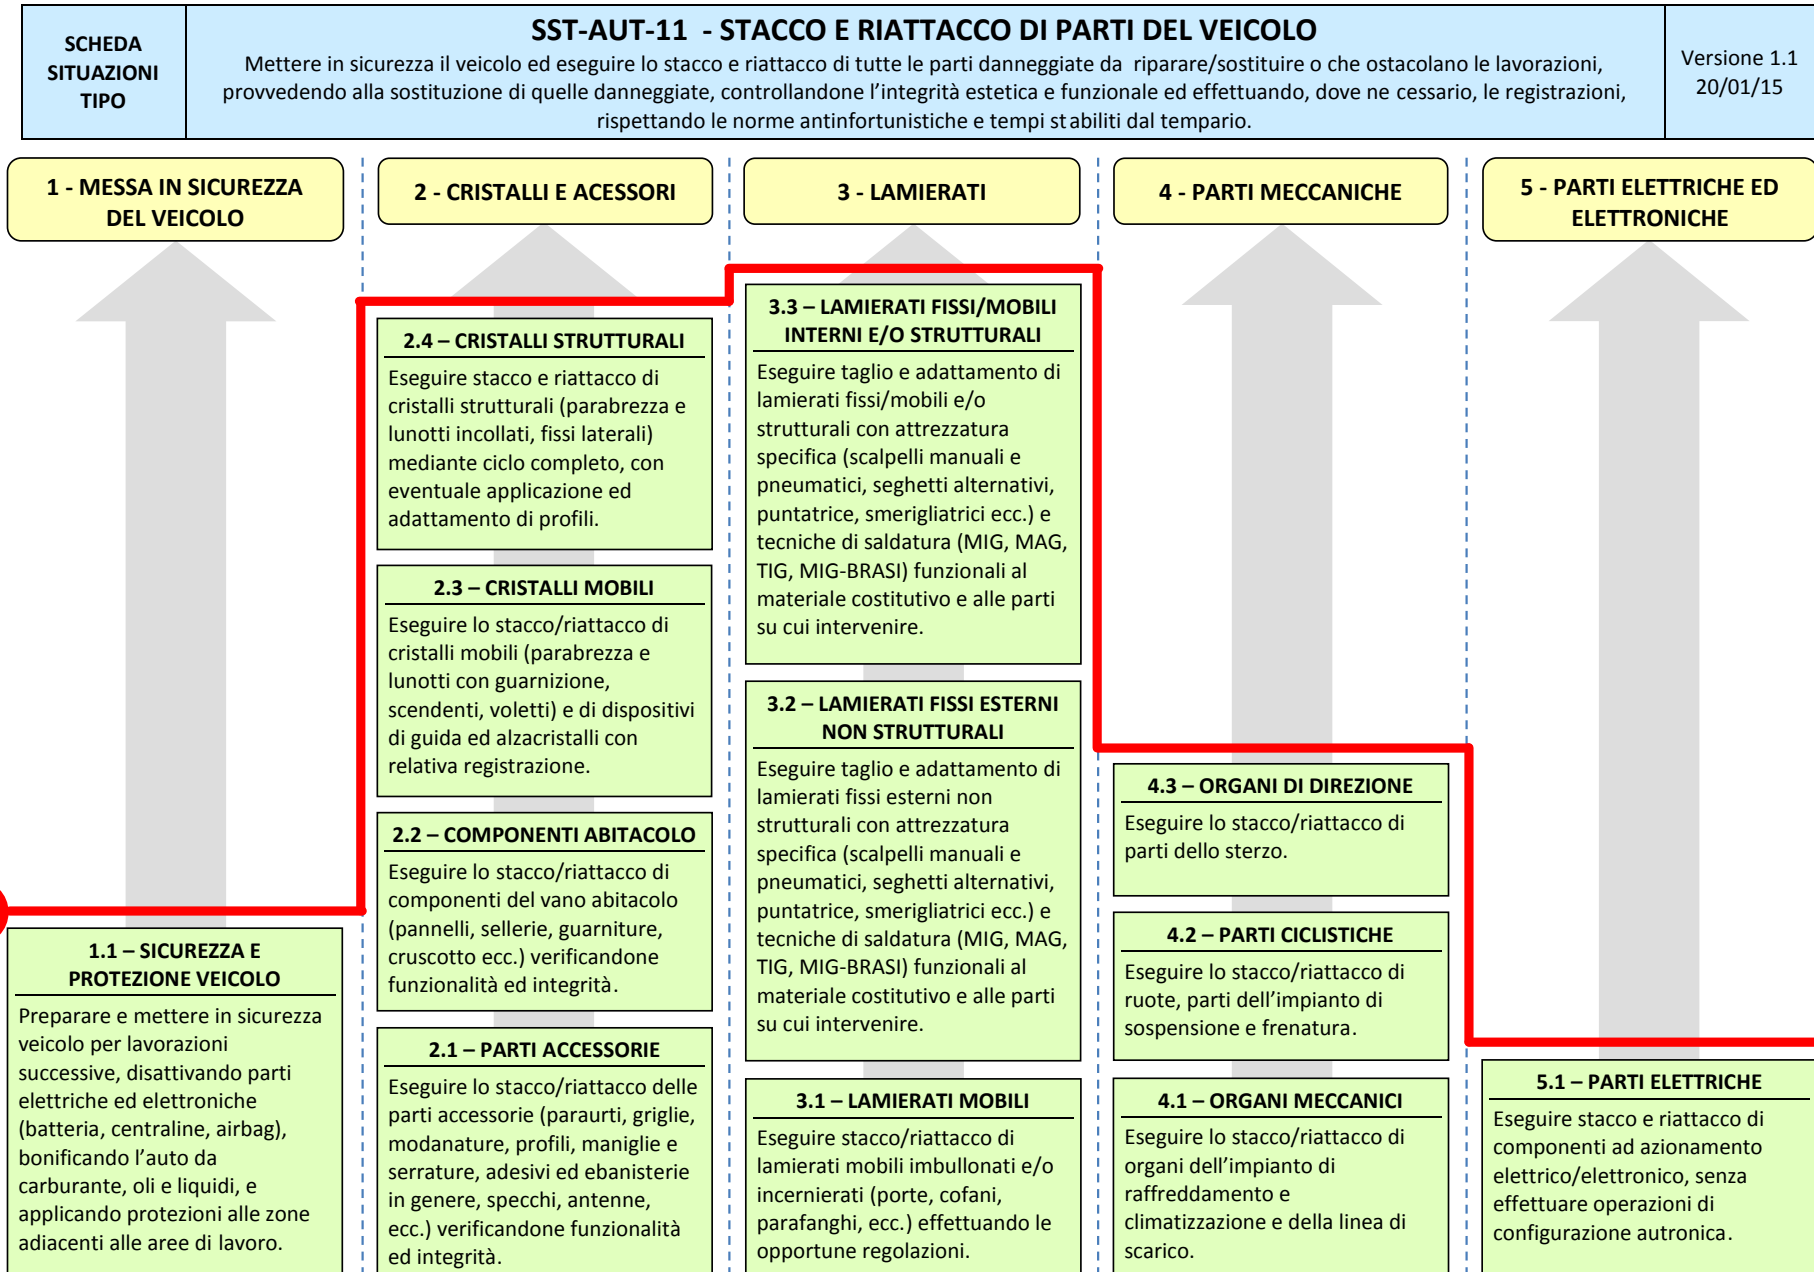 SCHEDA
SITUAZIONI
TIPO
SST-AUT-11 - STACCO E RIATTACCO DI PARTI DEL VEICOLO
Mettere in sicurezza il veicolo ed eseguire lo stacco e riattacco di tutte le parti danneggiate da riparare/sostituire o che ostacolano le lavorazioni,
provvedendo alla sostituzione di quelle danneggiate, controllandone l'integrità estetica e funzionale ed effettuando, dove ne cessario, le registrazioni,
rispettando le norme antinfortunistiche e tempi stabiliti dal tempario.
Versione 1.1
20/01/15
1 - MESSA IN SICUREZZA
DEL VEICOLO
2 - CRISTALLI E ACESSORI
3 - LAMIERATI
4 - PARTI MECCANICHE
5 - PARTI ELETTRICHE ED
ELETTRONICHE
1.1 – SICUREZZA E
PROTEZIONE VEICOLO
Preparare e mettere in sicurezza
veicolo per lavorazioni
successive, disattivando parti
elettriche ed elettroniche
(batteria, centraline, airbag),
bonificando l'auto da
carburante, oli e liquidi, e
applicando protezioni alle zone
adiacenti alle aree di lavoro.
2.4 – CRISTALLI STRUTTURALI
Eseguire stacco e riattacco di
cristalli strutturali (parabrezza e
lunotti incollati, fissi laterali)
mediante ciclo completo, con
eventuale applicazione ed
adattamento di profili.
2.3 – CRISTALLI MOBILI
Eseguire lo stacco/riattacco di
cristalli mobili (parabrezza e
lunotti con guarnizione,
scendenti, voletti) e di dispositivi
di guida ed alzacristalli con
relativa registrazione.
2.2 – COMPONENTI ABITACOLO
Eseguire lo stacco/riattacco di
componenti del vano abitacolo
(pannelli, sellerie, guarniture,
cruscotto ecc.) verificandone
funzionalità ed integrità.
2.1 – PARTI ACCESSORIE
Eseguire lo stacco/riattacco delle
parti accessorie (paraurti, griglie,
modanature, profili, maniglie e
serrature, adesivi ed ebanisterie
in genere, specchi, antenne,
ecc.) verificandone funzionalità
ed integrità.
3.3 – LAMIERATI FISSI/MOBILI
INTERNI E/O STRUTTURALI
Eseguire taglio e adattamento di
lamierati fissi/mobili e/o
strutturali con attrezzatura
specifica (scalpelli manuali e
pneumatici, seghetti alternativi,
puntatrice, smerigliatrici ecc.) e
tecniche di saldatura (MIG, MAG,
TIG, MIG-BRASI) funzionali al
materiale costitutivo e alle parti
su cui intervenire.
3.2 – LAMIERATI FISSI ESTERNI
NON STRUTTURALI
Eseguire taglio e adattamento di
lamierati fissi esterni non
strutturali con attrezzatura
specifica (scalpelli manuali e
pneumatici, seghetti alternativi,
puntatrice, smerigliatrici ecc.) e
tecniche di saldatura (MIG, MAG,
TIG, MIG-BRASI) funzionali al
materiale costitutivo e alle parti
su cui intervenire.
3.1 – LAMIERATI MOBILI
Eseguire stacco/riattacco di
lamierati mobili imbullonati e/o
incernierati (porte, cofani,
parafanghi, ecc.) effettuando le
opportune regolazioni.
4.3 – ORGANI DI DIREZIONE
Eseguire lo stacco/riattacco di
parti dello sterzo.
4.2 – PARTI CICLISTICHE
Eseguire lo stacco/riattacco di
ruote, parti dell'impianto di
sospensione e frenatura.
4.1 – ORGANI MECCANICI
Eseguire lo stacco/riattacco di
organi dell'impianto di
raffreddamento e
climatizzazione e della linea di
scarico.
5.1 – PARTI ELETTRICHE
Eseguire stacco e riattacco di
componenti ad azionamento
elettrico/elettronico, senza
effettuare operazioni di
configurazione autronica.